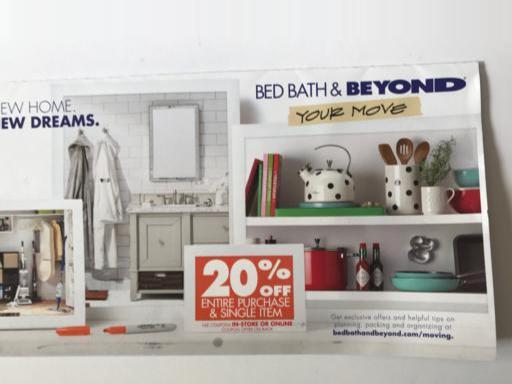 EW HOME.
EW DREAMS.
BED BATH & BEYOND
YOUR MOVE
20%
OFF
ENTIRE PURCHASE
& SINGLE ITEM
IN-STORE OR ONLINE
Get exclusive offers and helpful tips on
planning, packing and organizing at
bedbathandbeyond.com/moving.